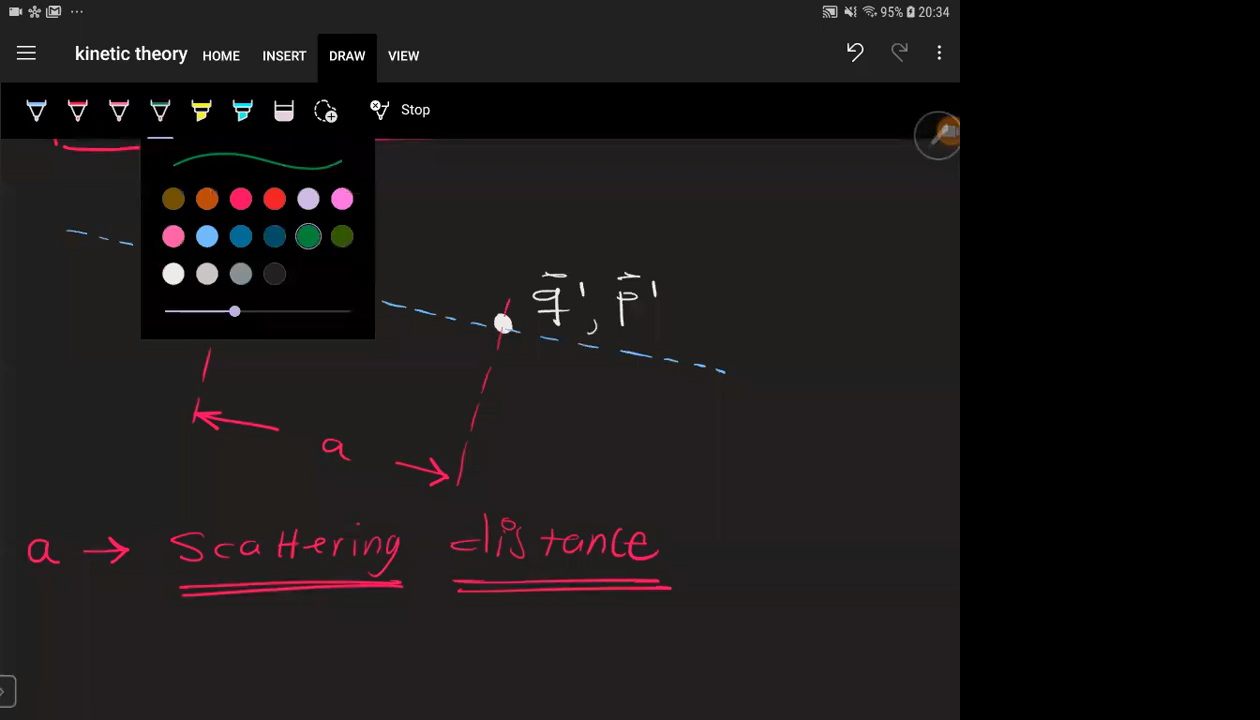 95% 20:34
kinetic theory HOME INSERT DRAW VIEW
Stop
q⃗', p⃗'
a
a → Scattering distance